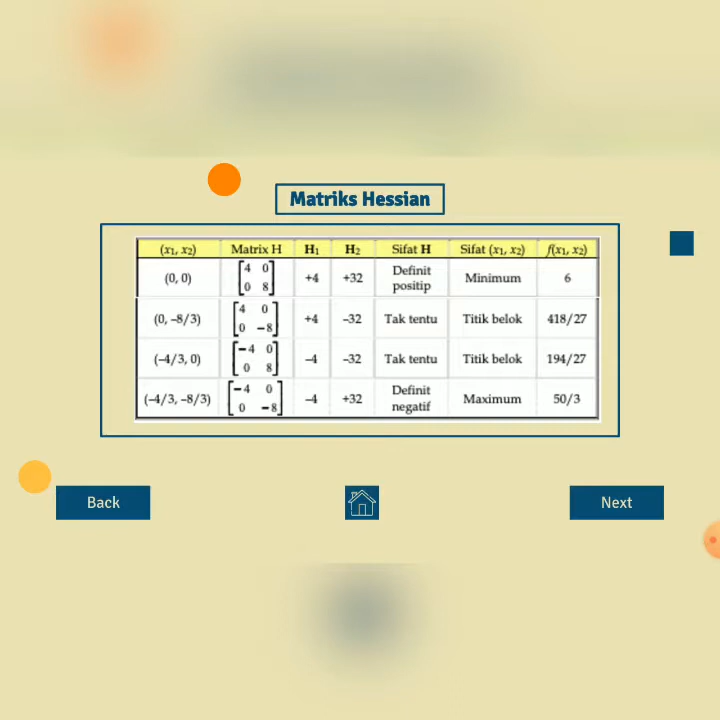 Matriks Hessian
(x₁, x₂) Matrix H H₁ H₂ Sifat H Sifat (x₁, x₂) f(x₁, x₂)
(0, 0) [4 0; 0 8] +4 +32 Definit positip Minimum 6
(0, –8/3) [4 0; 0 –8] +4 –32 Tak tentu Titik belok 418/27
(–4/3, 0) [–4 0; 0 8] –4 –32 Tak tentu Titik belok 194/27
(–4/3, –8/3) [–4 0; 0 –8] –4 +32 Definit negatif Maximum 50/3
Back Next